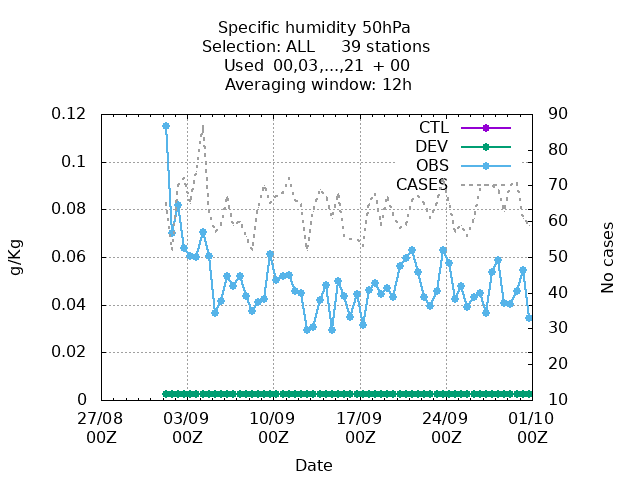 Specific humidity 50hPa
Selection: ALL 39 stations
Used 00,03,...,21 + 00
Averaging window: 12h
0.12
0.1
0.08
0.06
0.04
0.02
0
90
80
70
60
50
40
30
20
10
CTL
DEV
OBS
CASES
g/Kg
No cases
27/08 03/09 10/09 17/09 24/09 01/10
00Z 00Z 00Z 00Z 00Z 00Z
Date